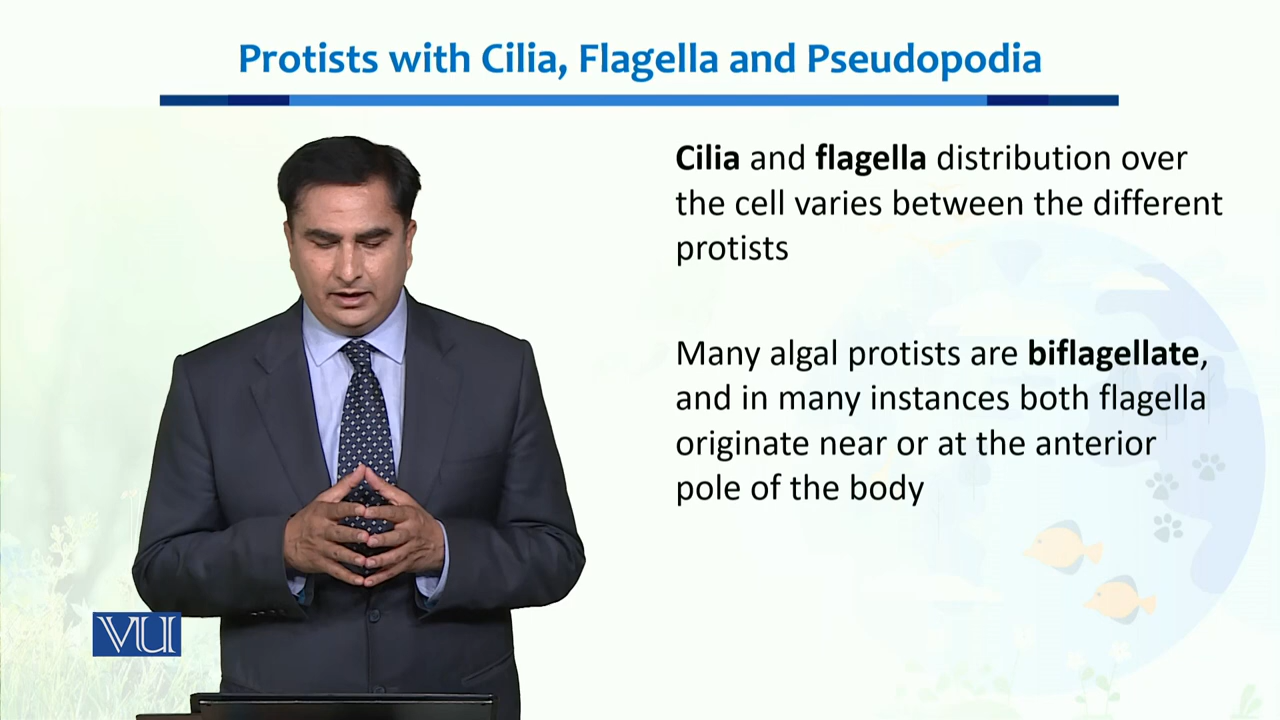 Protists with Cilia, Flagella and Pseudopodia
Cilia and flagella distribution over
the cell varies between the different
protists
Many algal protists are biflagellate,
and in many instances both flagella
originate near or at the anterior
pole of the body
VU